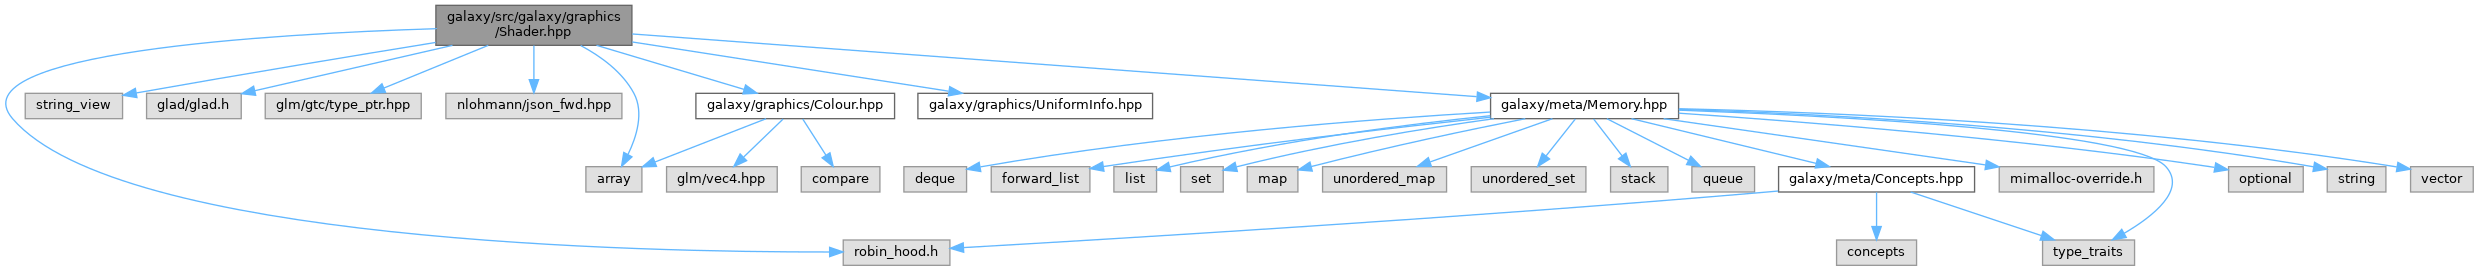 galaxy/src/galaxy/graphics
/Shader.hpp
string_view
glad/glad.h
glm/gtc/type_ptr.hpp
nlohmann/json_fwd.hpp
galaxy/graphics/Colour.hpp
galaxy/graphics/UniformInfo.hpp
galaxy/meta/Memory.hpp
array
glm/vec4.hpp
compare
deque
forward_list
list
set
map
unordered_map
unordered_set
stack
queue
galaxy/meta/Concepts.hpp
mimalloc-override.h
optional
string
vector
robin_hood.h
concepts
type_traits